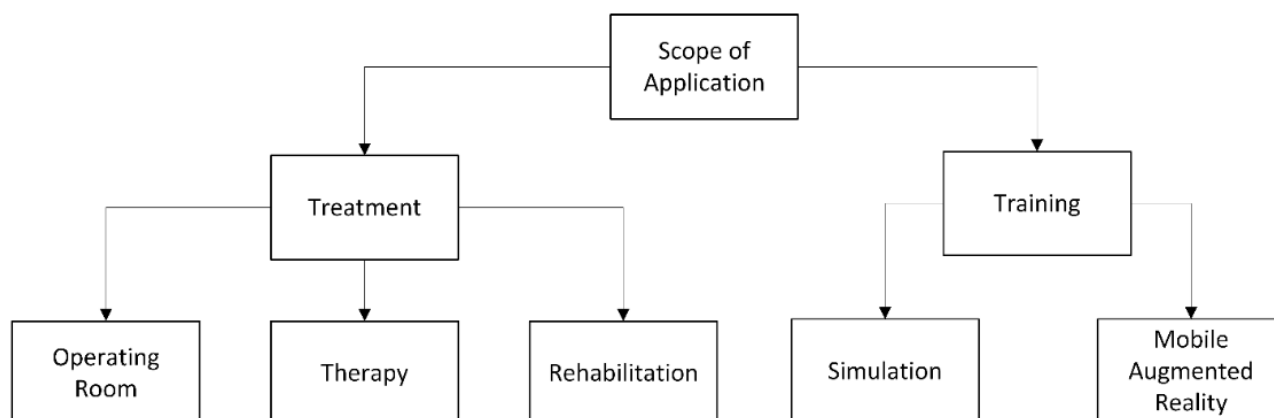 Scope of
Application
Treatment
Training
Operating
Room
Therapy
Rehabilitation
Simulation
Mobile
Augmented
Reality